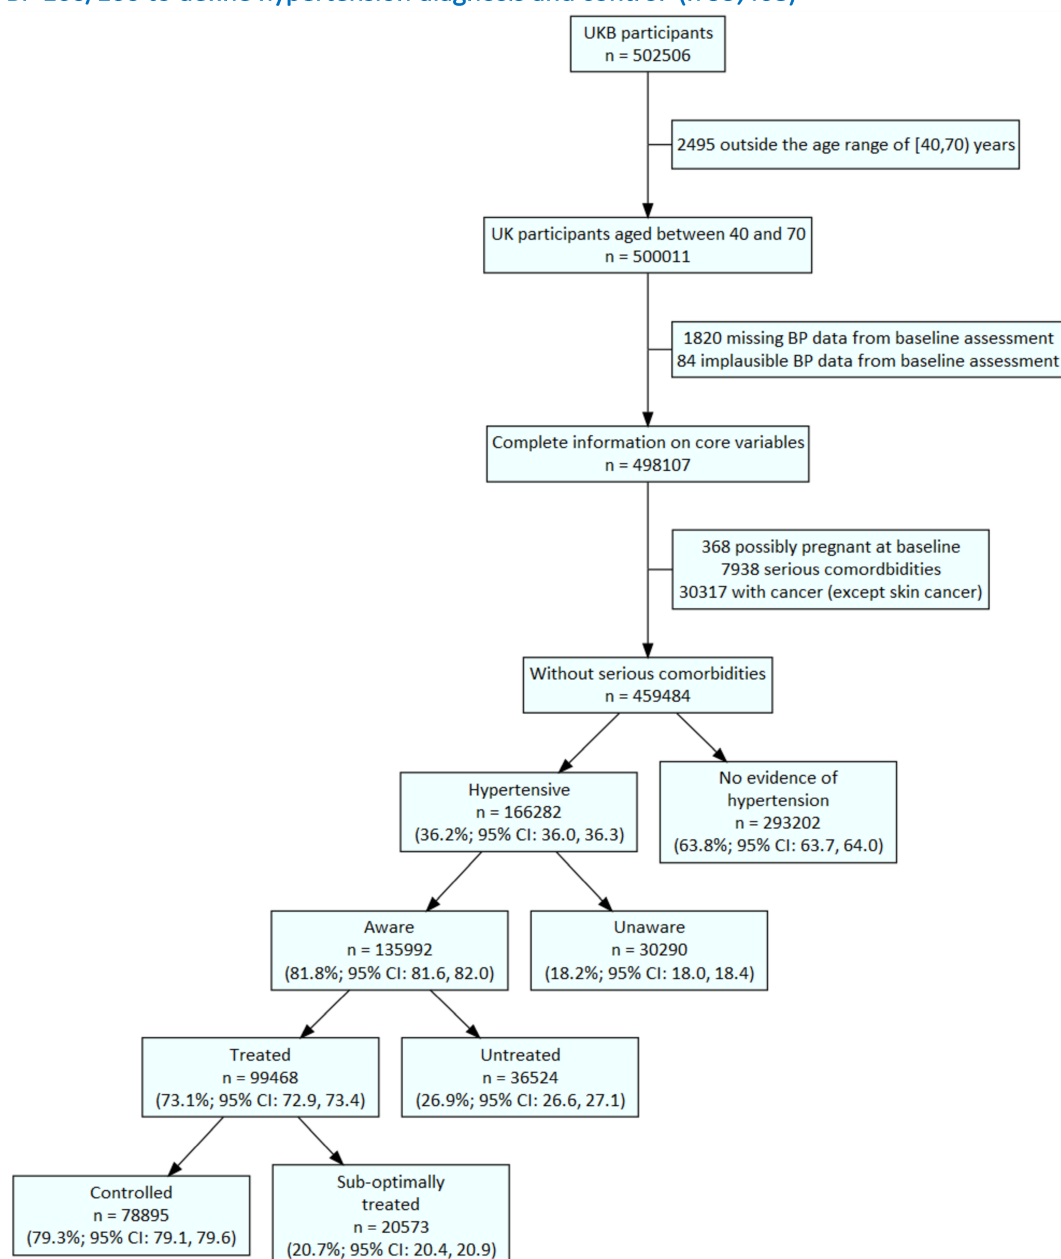 to define hypertension diagnosis and control
UKB participants
n = 502506
2495 outside the age range of [40,70) years
UK participants aged between 40 and 70
n = 500011
1820 missing BP data from baseline assessment
84 implausible BP data from baseline assessment
Complete information on core variables
n = 498107
368 possibly pregnant at baseline
7938 serious comordbidities
30317 with cancer (except skin cancer)
Without serious comorbidities
n = 459484
Hypertensive
n = 166282
(36.2%; 95% CI: 36.0, 36.3)
No evidence of
hypertension
n = 293202
(63.8%; 95% CI: 63.7, 64.0)
Aware
n = 135992
(81.8%; 95% CI: 81.6, 82.0)
Unaware
n = 30290
(18.2%; 95% CI: 18.0, 18.4)
Treated
n = 99468
(73.1%; 95% CI: 72.9, 73.4)
Untreated
n = 36524
(26.9%; 95% CI: 26.6, 27.1)
Controlled
n = 78895
(79.3%; 95% CI: 79.1, 79.6)
Sub-optimally
treated
n = 20573
(20.7%; 95% CI: 20.4, 20.9)